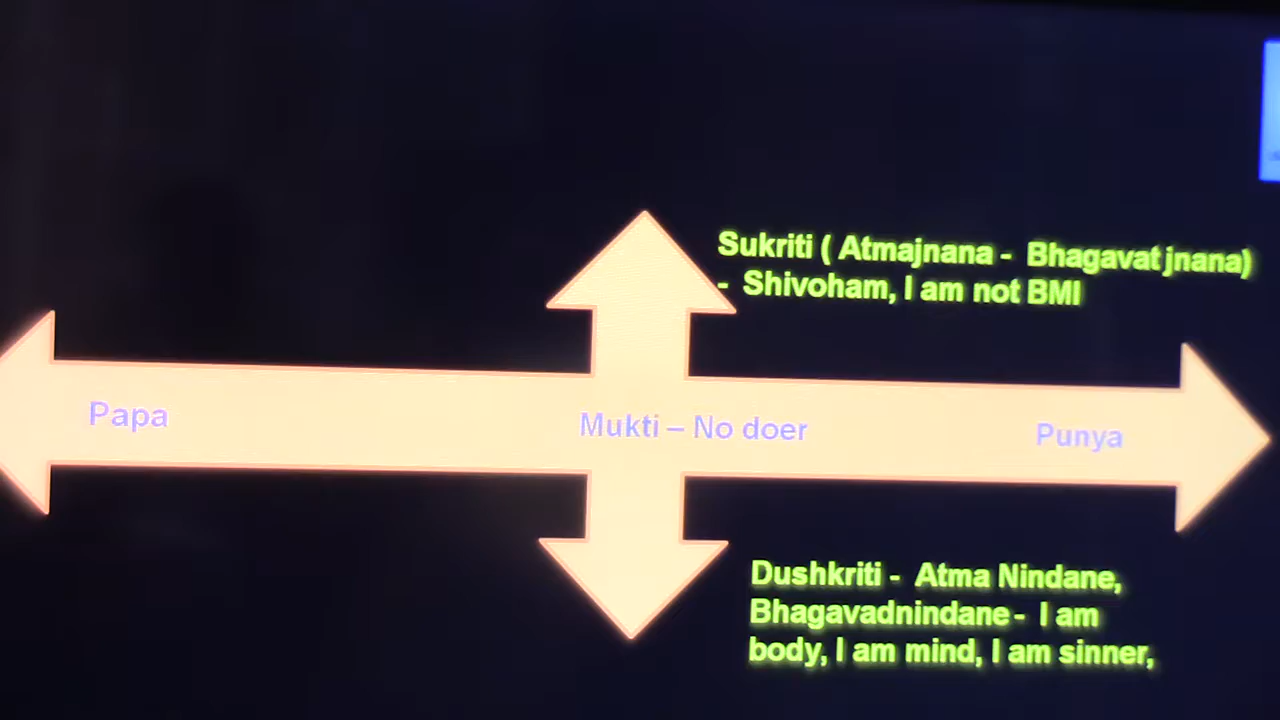 Sukriti ( Atmajnana - Bhagavat jnana)
- Shivoham, I am not BMI
Papa
Mukti – No doer
Punya
Dushkriti - Atma Nindane,
Bhagavadnindane - I am
body, I am mind, I am sinner,